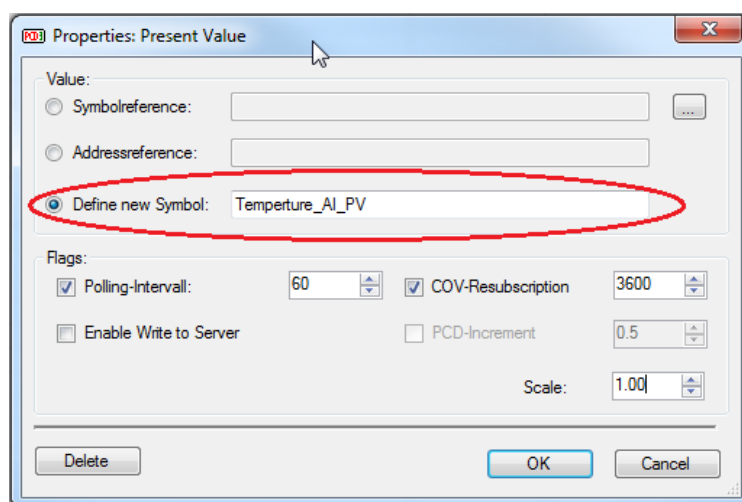 PCD Properties: Present Value
Value:
Symbolreference: ...
Addressreference:
Define new Symbol: Temperture_AI_PV
Flags:
Polling-Intervall: 60 COV-Resubscription 3600
Enable Write to Server PCD-Increment 0.5
Scale: 1.00
Delete OK Cancel